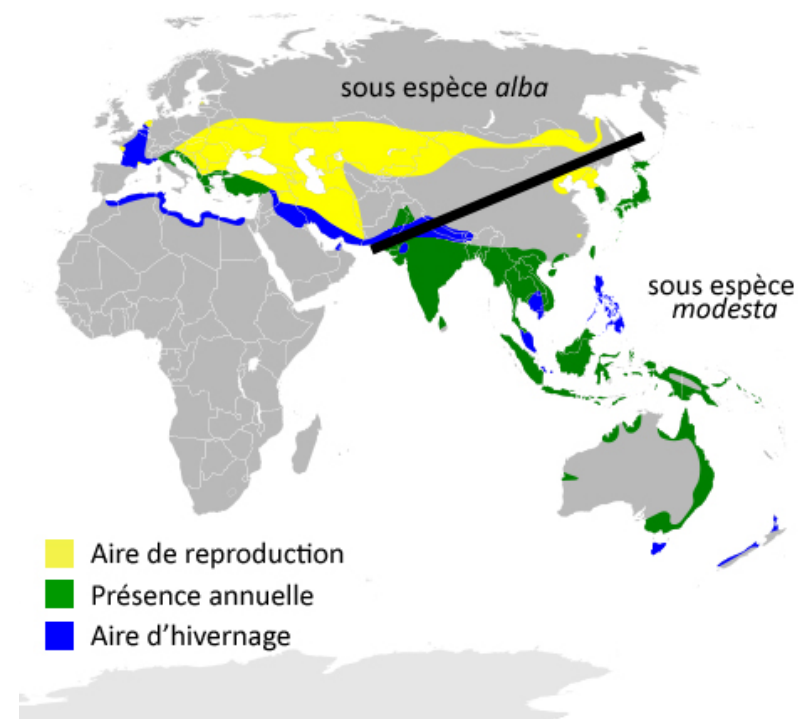 sous espèce alba
sous espèce
modesta
Aire de reproduction
Présence annuelle
Aire d'hivernage